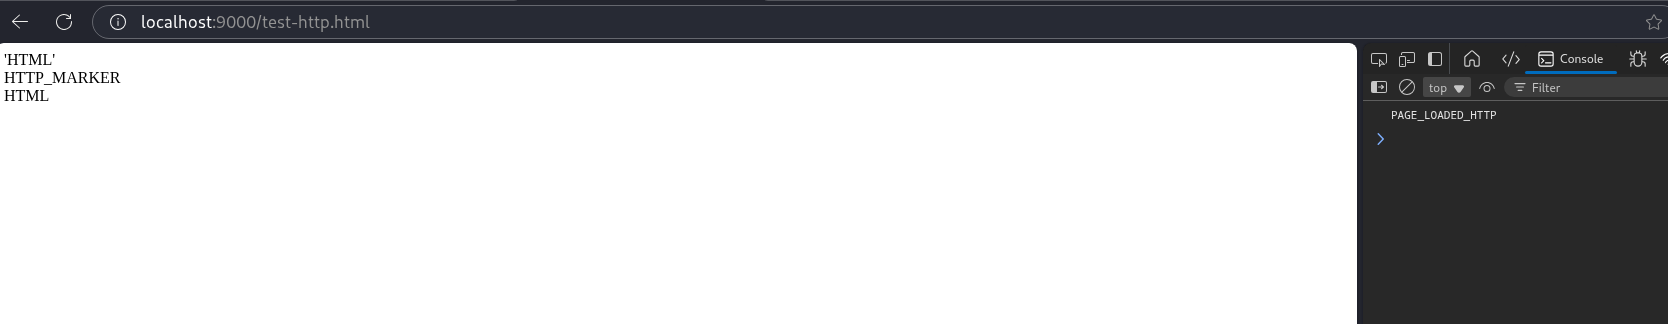 localhost:9000/test-http.html
'HTML'
HTTP_MARKER
HTML
Console
top
Filter
PAGE_LOADED_HTTP